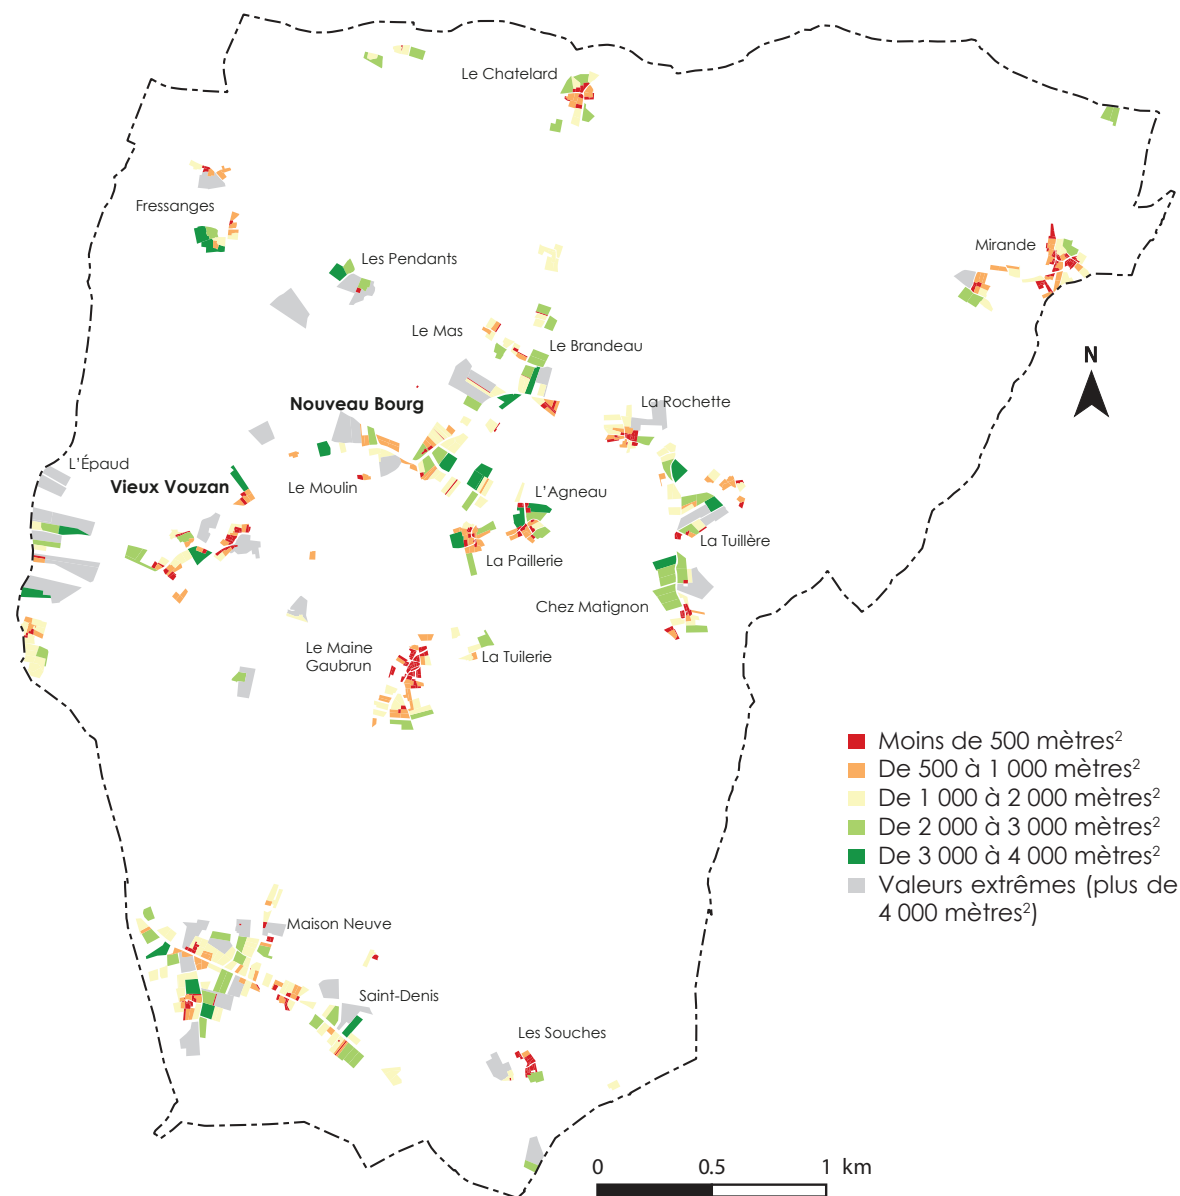 Le Chatelard
Fressanges
Mirande
Les Pendants
Le Mas
Le Brandeau
N
Nouveau Bourg
La Rochette
L'Épaud
Vieux Vouzan
Le Moulin
L'Agneau
La Tuillère
La Paillerie
Chez Matignon
Le Maine
Gaubrun
La Tuilerie
Moins de 500 mètres²
De 500 à 1 000 mètres²
De 1 000 à 2 000 mètres²
De 2 000 à 3 000 mètres²
De 3 000 à 4 000 mètres²
Valeurs extrêmes (plus de
4 000 mètres²)
Maison Neuve
Saint-Denis
Les Souches
0 0.5 1 km